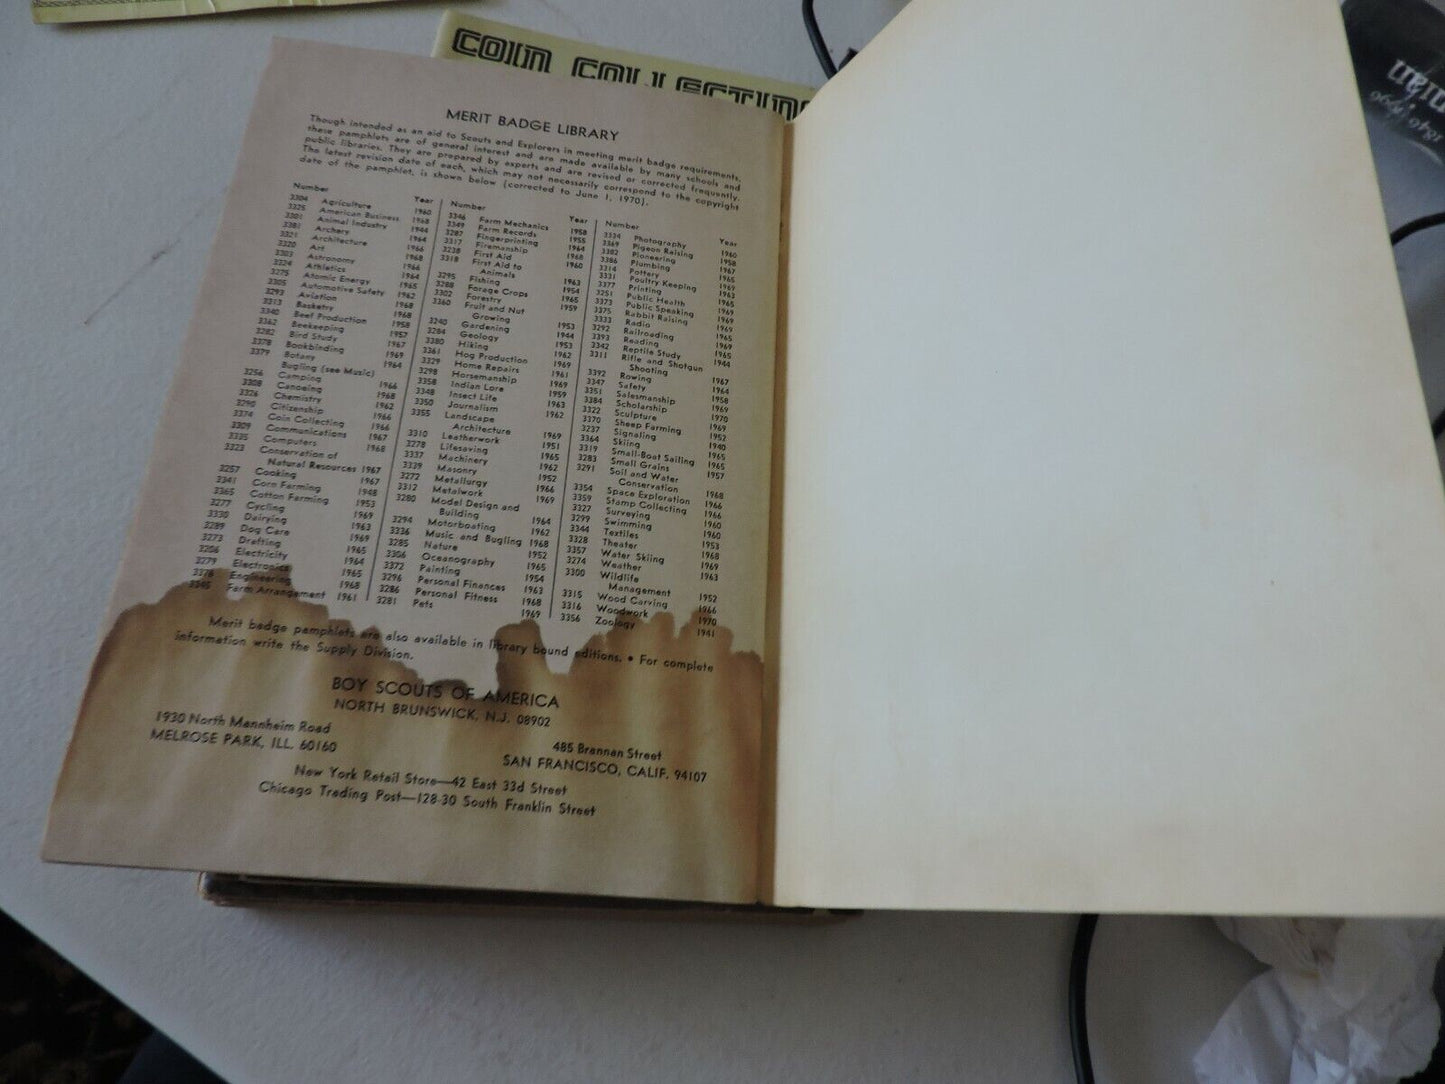 COIN COLLECTING
MERIT BADGE LIBRARY
Though intended as an aid to Scouts and Explorers in meeting merit badge requirements,
these pamphlets are of general interest and are made available by many schools and
public libraries. They are prepared by experts and are revised or corrected frequently.
The latest revision date of each, which may not necessarily correspond to the copyright
date of the pamphlet, is shown below (corrected to June 1, 1970).
Number Year
3304 Agriculture 1960
3325 American Business 1968
3301 Animal Industry 1944
3381 Archery 1964
3321 Architecture 1966
3320 Art 1968
3303 Astronomy 1966
3324 Athletics 1964
3275 Atomic Energy 1965
3305 Automotive Safety 1962
3293 Aviation 1968
3313 Basketry 1968
3340 Beef Production 1958
3362 Beekeeping 1957
3282 Bird Study 1967
3378 Bookbinding 1969
3379 Botany 1964
Bugling (see Music)
3256 Camping 1966
3308 Canoeing 1968
3326 Chemistry 1962
3290 Citizenship 1966
3374 Coin Collecting 1966
3309 Communications 1967
3335 Computers 1968
3323 Conservation of
Natural Resources 1967
3257 Cooking 1967
3341 Corn Farming 1948
3365 Cotton Farming 1953
3277 Cycling 1969
3330 Dairying 1963
3289 Dog Care 1969
3273 Drafting 1965
3206 Electricity 1964
3279 Electronics 1965
3376 Engineering 1968
3345 Farm Arrangement 1961
Number Year
3346 Farm Mechanics 1958
3349 Farm Records 1955
3287 Fingerprinting 1964
3317 Firemanship 1968
3238 First Aid 1960
3318 First Aid to
Animals 1963
3295 Fishing 1954
3288 Forage Crops 1965
3302 Forestry 1959
3360 Fruit and Nut
Growing 1953
3240 Gardening 1944
3284 Geology 1953
3380 Hiking 1962
3361 Hog Production 1969
3329 Home Repairs 1961
3298 Horsemanship 1969
3358 Indian Lore 1959
3348 Insect Life 1963
3350 Journalism 1962
3355 Landscape
Architecture 1969
3310 Leatherwork 1951
3278 Lifesaving 1965
3337 Machinery 1962
3339 Masonry 1952
3272 Metallurgy 1966
3312 Metalwork 1969
3280 Model Design and
Building 1964
3294 Motorboating 1962
3336 Music and Bugling 1968
3285 Nature 1952
3306 Oceanography 1965
3372 Painting 1954
3296 Personal Finances 1963
3286 Personal Fitness 1968
3281 Pets 1969
Number Year
3334 Photography 1960
3369 Pigeon Raising 1958
3382 Pioneering 1967
3386 Plumbing 1965
3314 Pottery 1969
3331 Poultry Keeping 1963
3377 Printing 1965
3251 Public Health 1969
3373 Public Speaking 1969
3375 Rabbit Raising 1969
3333 Radio 1965
3292 Railroading 1969
3393 Reading 1965
3342 Reptile Study 1944
3311 Rifle and Shotgun
Shooting 1967
3392 Rowing 1964
3347 Safety 1958
3351 Salesmanship 1969
3384 Scholarship 1970
3322 Sculpture 1969
3370 Sheep Farming 1952
3237 Signaling 1940
3364 Skiing 1965
3319 Small-Boat Sailing 1965
3283 Small Grains 1957
3291 Soil and Water
Conservation 1968
3354 Space Exploration 1966
3359 Stamp Collecting 1966
3327 Surveying 1960
3299 Swimming 1960
3344 Textiles 1953
3328 Theater 1968
3357 Water Skiing 1969
3274 Weather 1963
3300 Wildlife
Management 1952
3315 Wood Carving 1966
3316 Woodwork 1970
3356 Zoology 1941
Merit badge pamphlets are also available in library bound editions. • For complete
information write the Supply Division.
BOY SCOUTS OF AMERICA
NORTH BRUNSWICK, N.J. 08902
1930 North Mannheim Road
MELROSE PARK, ILL. 60160
485 Brannan Street
SAN FRANCISCO, CALIF. 94107
New York Retail Store—42 East 33d Street
Chicago Trading Post—128-30 South Franklin Street